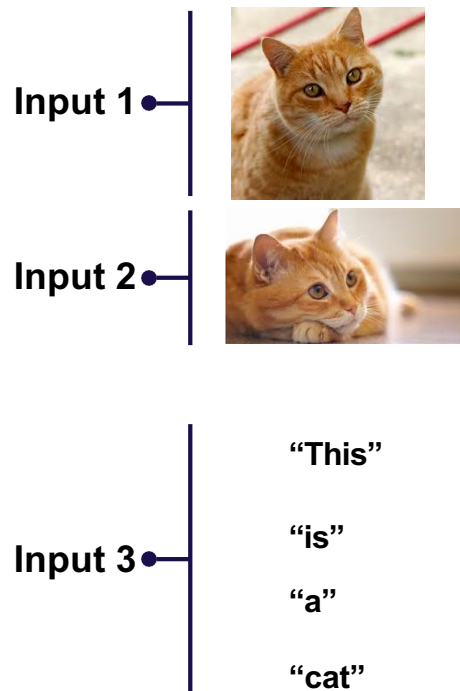 Input 1
Input 2
Input 3
“This”
“is”
“a”
“cat”